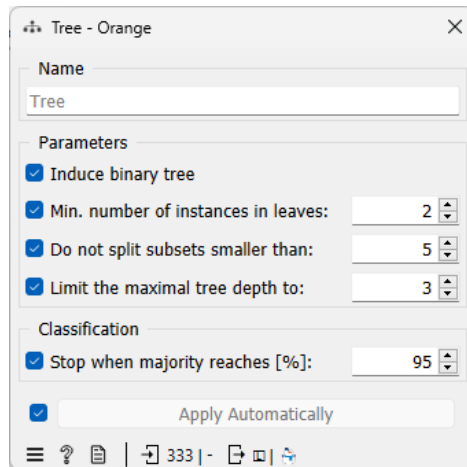 Tree - Orange
Name
Tree
Parameters
Induce binary tree
Min. number of instances in leaves: 2
Do not split subsets smaller than: 5
Limit the maximal tree depth to: 3
Classification
Stop when majority reaches [%]: 95
Apply Automatically
? | 333 | - |